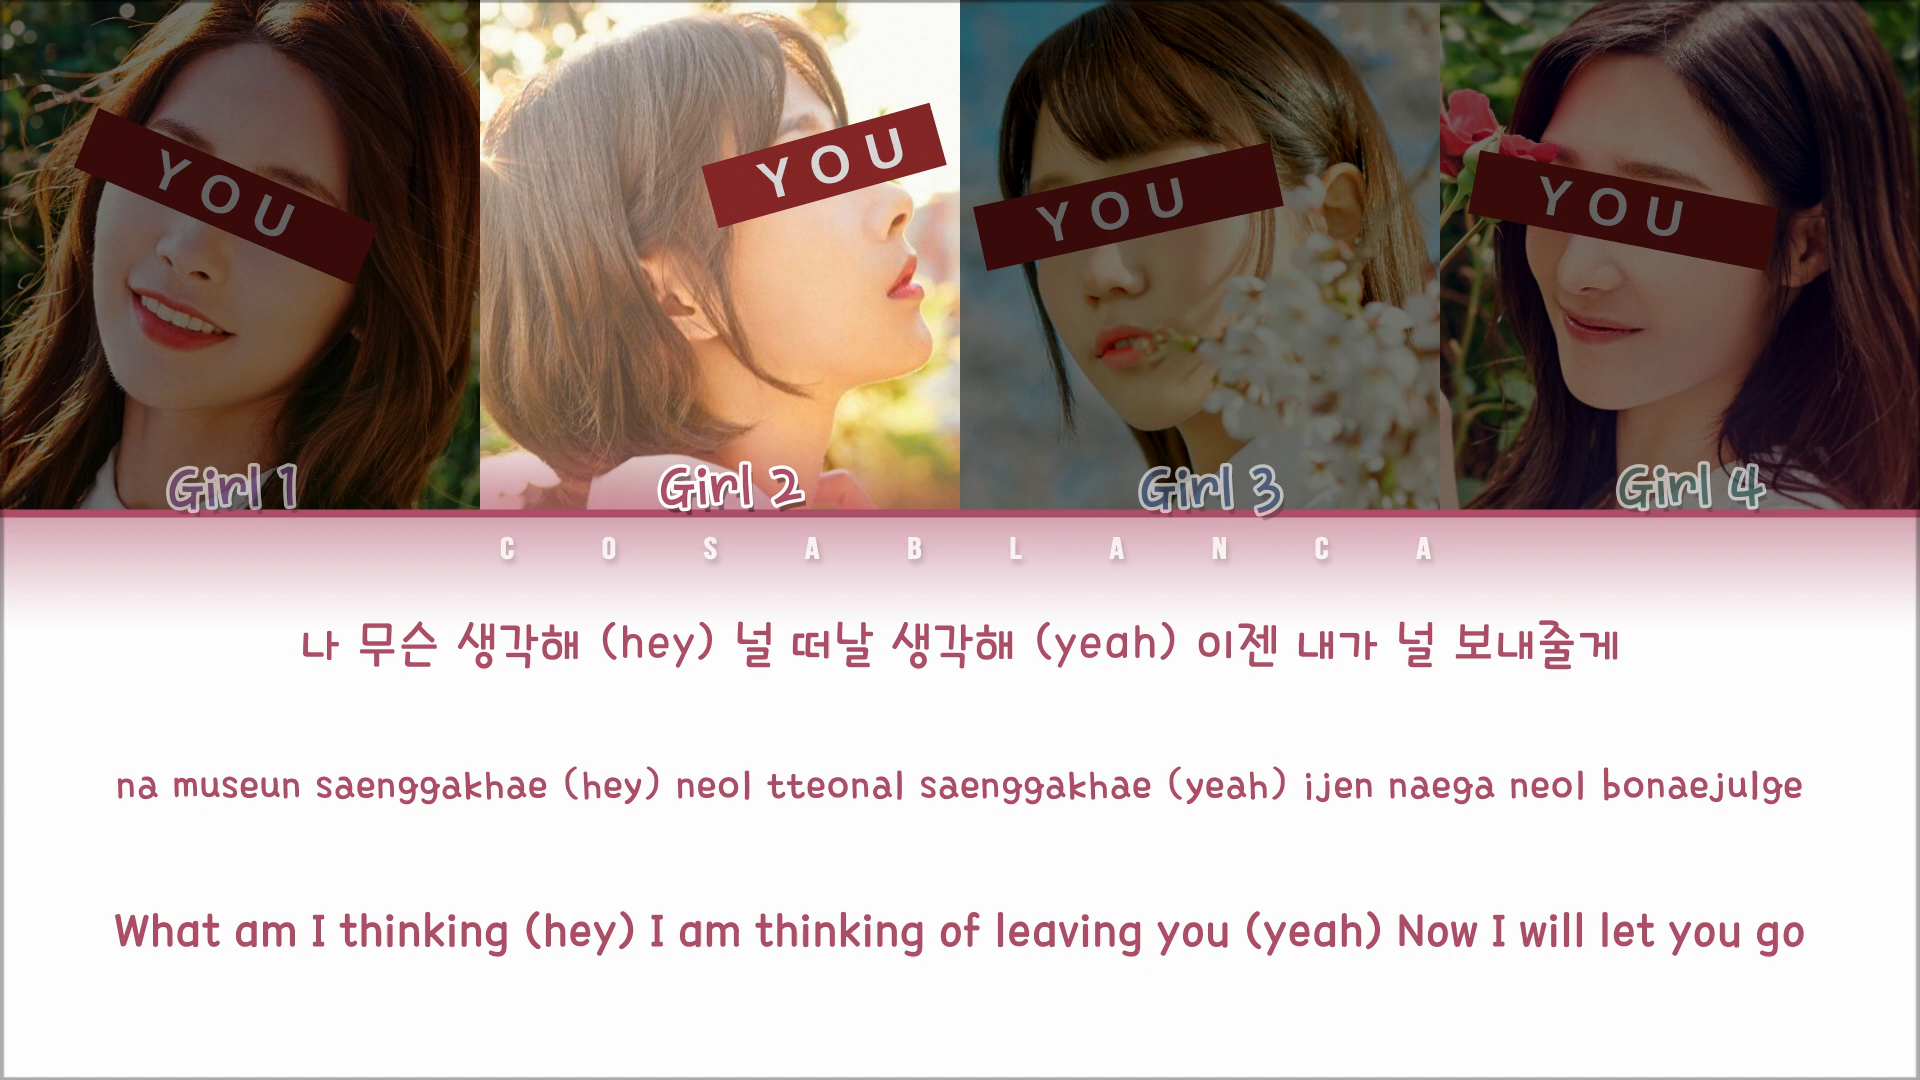 YOU
YOU
YOU
YOU
Girl 1
Girl 2
Girl 3
Girl 4
COSABLANCA
나 무슨 생각해 (hey) 널 떠날 생각해 (yeah) 이젠 내가 널 보내줄게
na museun saenggakhae (hey) neol tteonal saenggakhae (yeah) ijen naega neol bonaejulge
What am I thinking (hey) I am thinking of leaving you (yeah) Now I will let you go